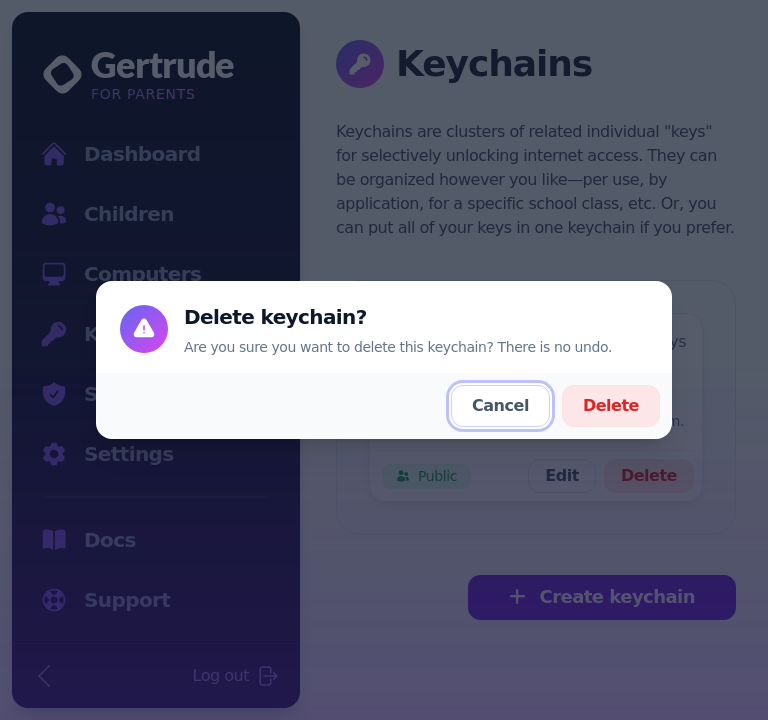 Gertrude
FOR PARENTS
Dashboard
Children
Computers
K
S
Settings
Docs
Support
Log out
Keychains
Keychains are clusters of related individual "keys"
for selectively unlocking internet access. They can
be organized however you like—per use, by
application, for a specific school class, etc. Or, you
can put all of your keys in one keychain if you prefer.
ys
m.
Public
Edit
Delete
Create keychain
Delete keychain?
Are you sure you want to delete this keychain? There is no undo.
Cancel
Delete